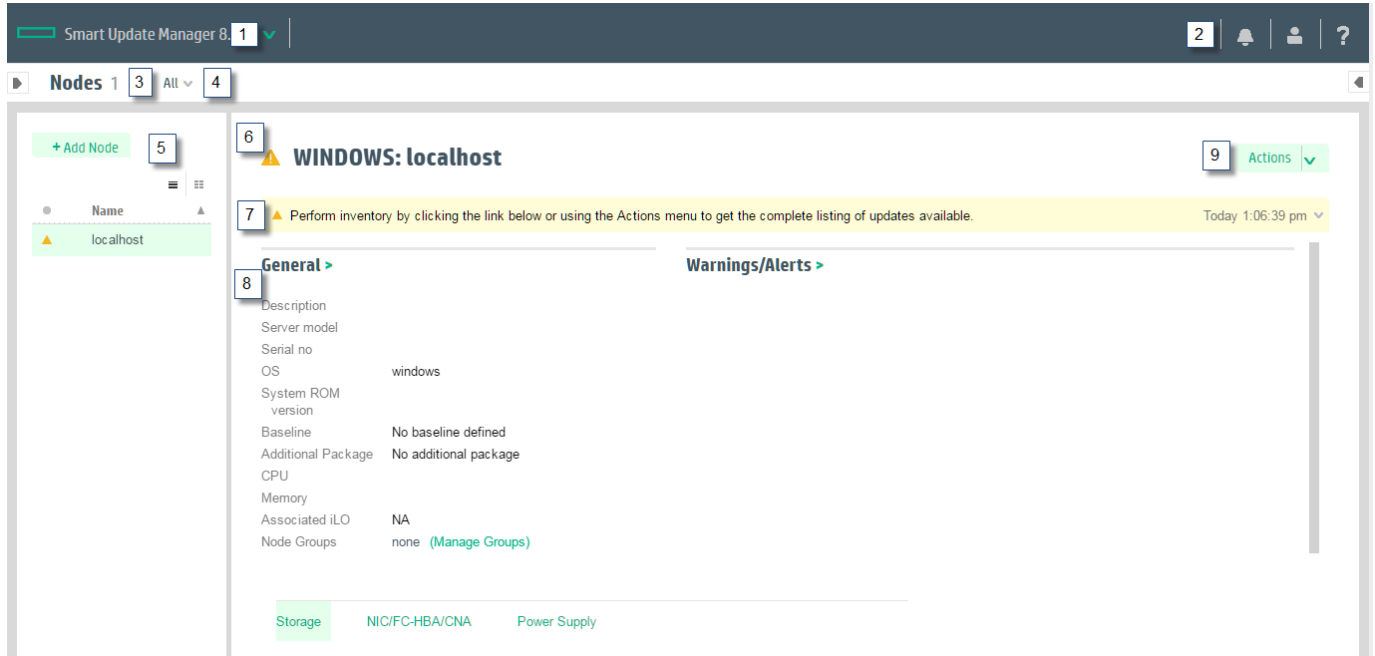 Smart Update Manager 8. 1
2 ?
Nodes 1 3 All 4
+ Add Node 5
Name
localhost
6 WINDOWS: localhost
9 Actions
7 Perform inventory by clicking the link below or using the Actions menu to get the complete listing of updates available. Today 1:06:39 pm
General > Warnings/Alerts >
8
Description
Server model
Serial no
OS windows
System ROM
version
Baseline No baseline defined
Additional Package No additional package
CPU
Memory
Associated iLO NA
Node Groups none (Manage Groups)
Storage NIC/FC-HBA/CNA Power Supply